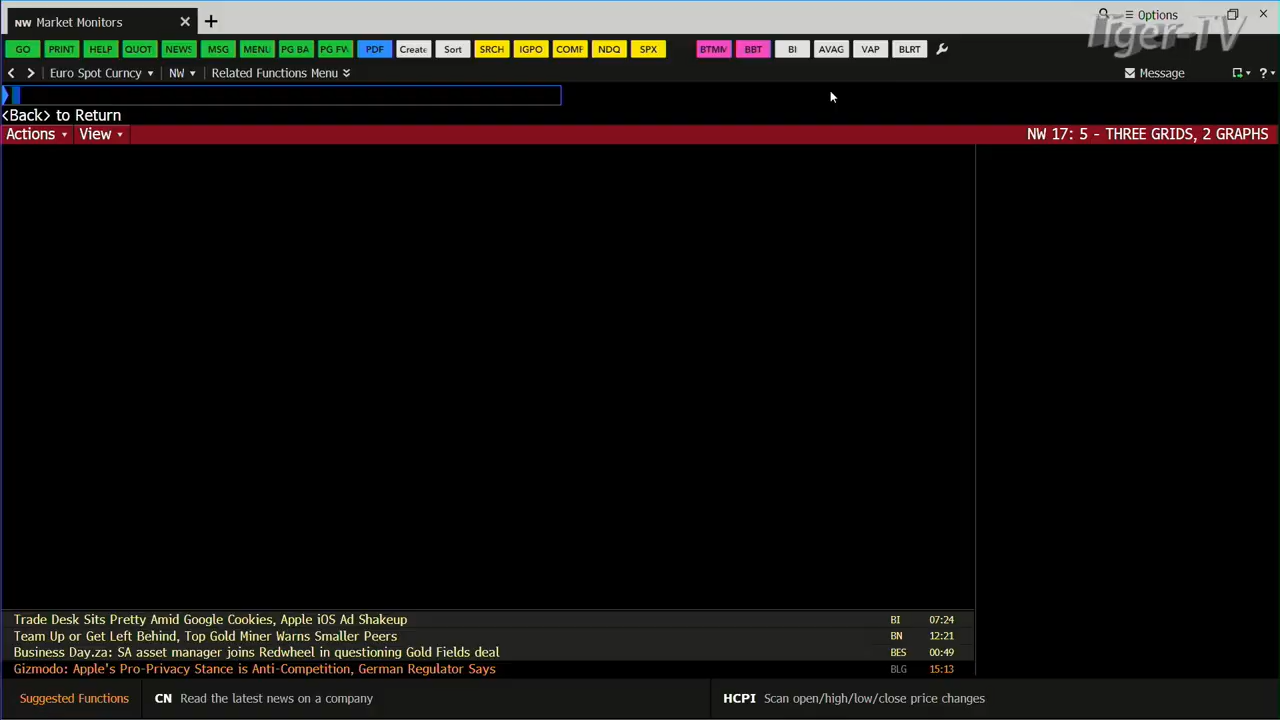 NW Market Monitors
Options
Tiger-TV
GO PRINT HELP QUOT NEWS MSG MENU PG BA PG FW PDF Create Sort SRCH IGPO COMF NDQ SPX BTMM BBT BI AVAG VAP BLRT
Euro Spot Curncy NW Related Functions Menu Message
<Back> to Return
Actions View NW 17: 5 - THREE GRIDS, 2 GRAPHS
Trade Desk Sits Pretty Amid Google Cookies, Apple iOS Ad Shakeup BI 07:24
Team Up or Get Left Behind, Top Gold Miner Warns Smaller Peers BN 12:21
Business Day.za: SA asset manager joins Redwheel in questioning Gold Fields deal BES 00:49
Gizmodo: Apple's Pro-Privacy Stance is Anti-Competition, German Regulator Says BLG 15:13
Suggested Functions CN Read the latest news on a company HCPI Scan open/high/low/close price changes